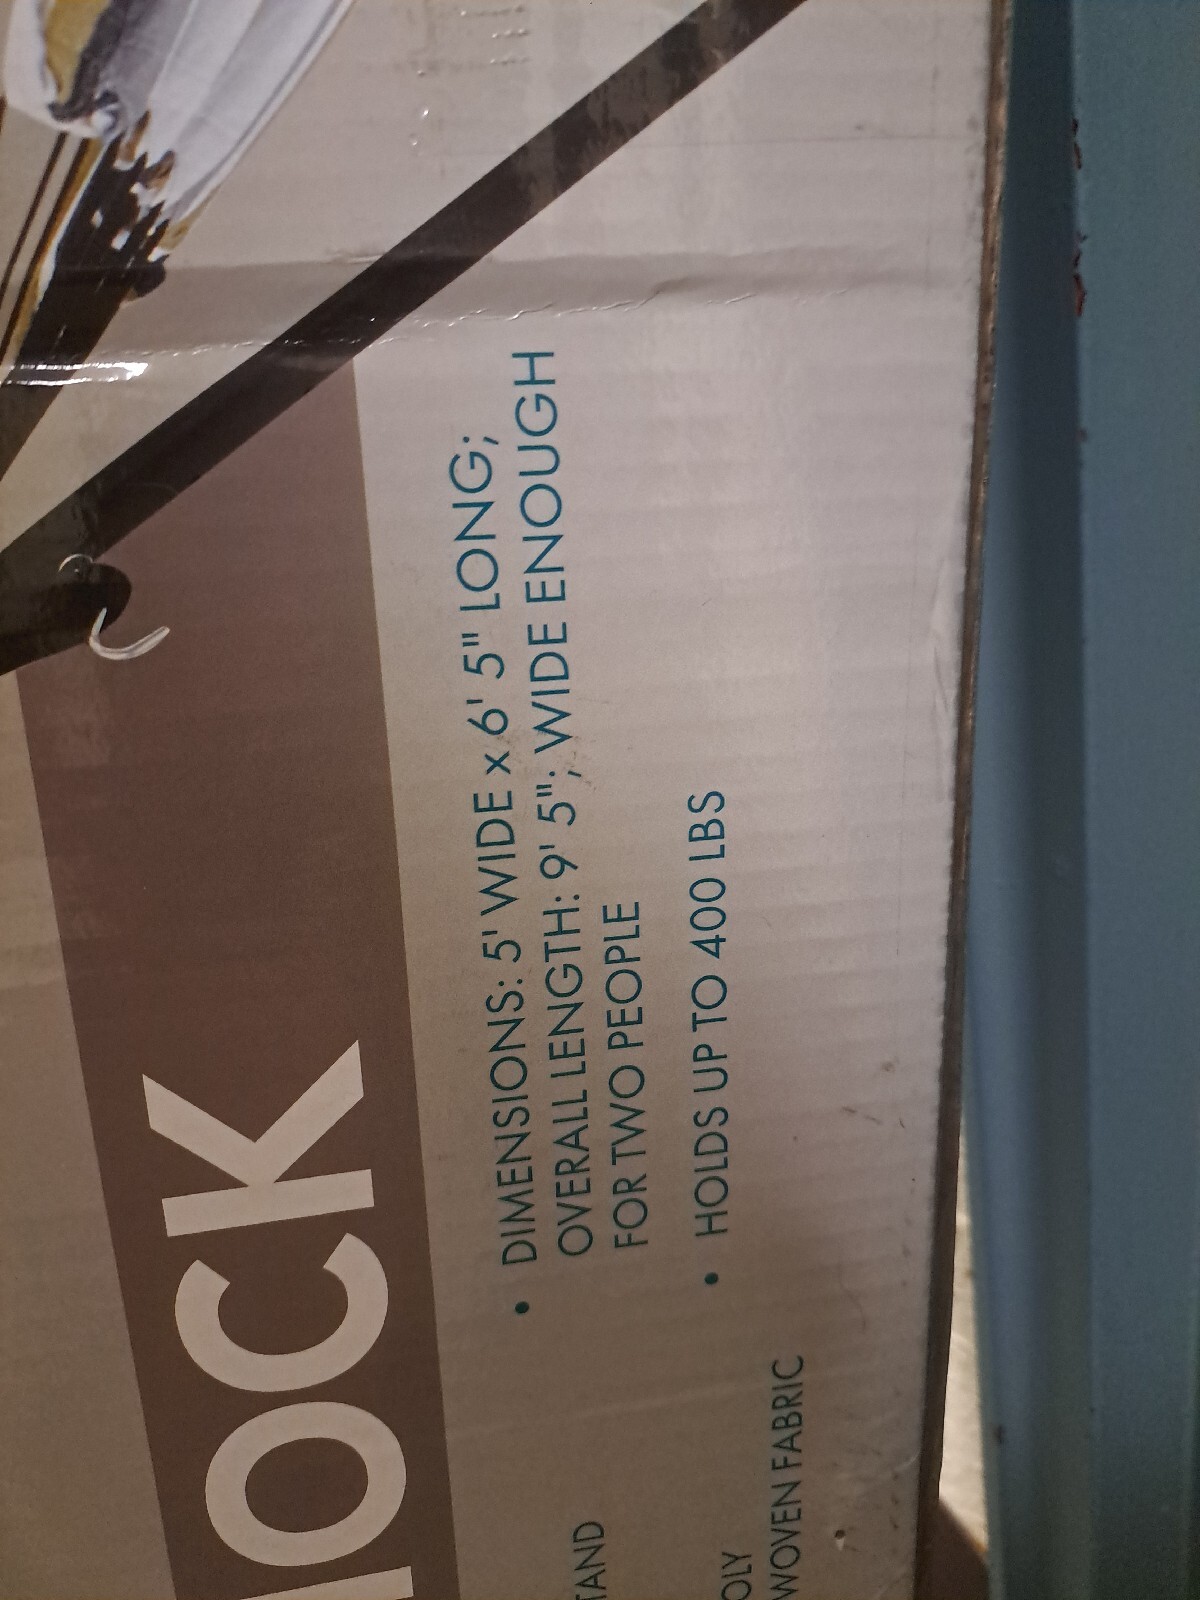 DIMENSIONS: 5' WIDE x 6' 5" LONG;
OVERALL LENGTH: 9' 5"; WIDE ENOUGH
FOR TWO PEOPLE
• HOLDS UP TO 400 LBS
OCK
TAND
OLY
WOVEN FABRIC